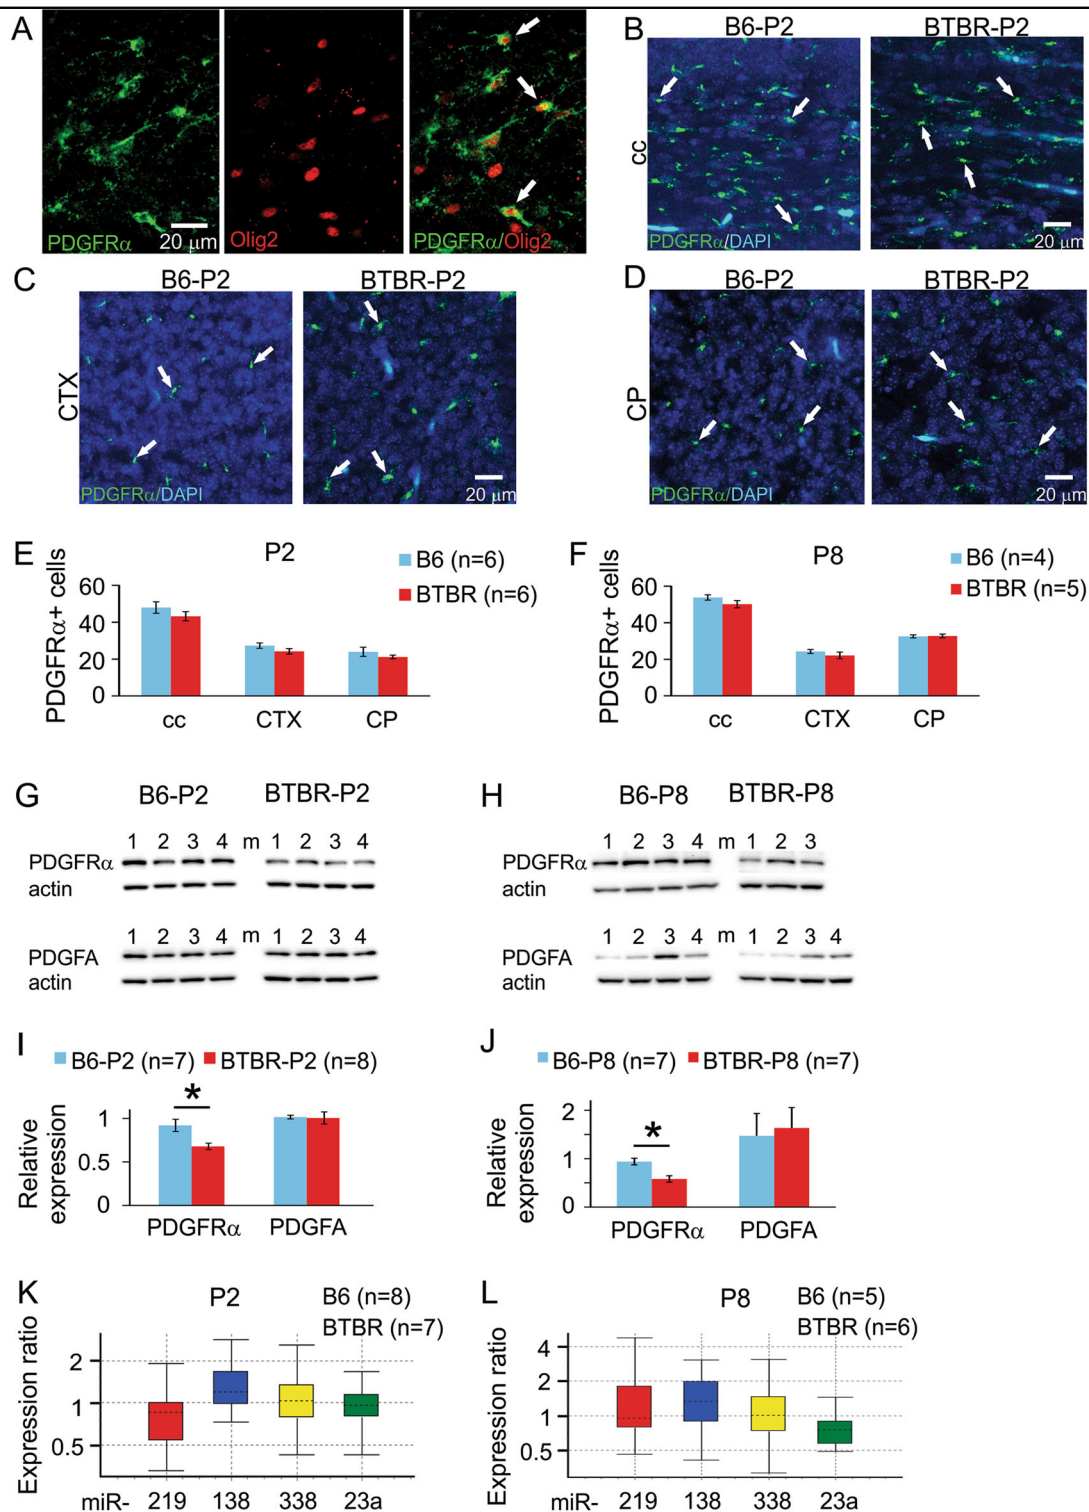 A
PDGFRα
20 μm
Olig2
PDGFRα/Olig2
B
B6-P2
BTBR-P2
cc
PDGFRα/DAPI
20 μm
C
B6-P2
BTBR-P2
CTX
PDGFRα/DAPI
20 μm
D
B6-P2
BTBR-P2
CP
PDGFRα/DAPI
20 μm
E
P2
B6 (n=6)
BTBR (n=6)
PDGFRα+ cells
60
40
20
0
cc CTX CP
F
P8
B6 (n=4)
BTBR (n=5)
PDGFRα+ cells
60
40
20
0
cc CTX CP
G
B6-P2 BTBR-P2
1 2 3 4 m 1 2 3 4
PDGFRα
actin
1 2 3 4 m 1 2 3 4
PDGFA
actin
H
B6-P8 BTBR-P8
1 2 3 4 m 1 2 3
PDGFRα
actin
1 2 3 4 m 1 2 3 4
PDGFA
actin
I
B6-P2 (n=7) BTBR-P2 (n=8)
Relative
expression
1
0.5
0
*
PDGFRα PDGFA
J
B6-P8 (n=7) BTBR-P8 (n=7)
Relative
expression
2
1
0
*
PDGFRα PDGFA
K
P2
B6 (n=8)
BTBR (n=7)
Expression ratio
2
1
0.5
miR- 219 138 338 23a
L
P8
B6 (n=5)
BTBR (n=6)
Expression ratio
4
2
1
0.5
miR- 219 138 338 23a